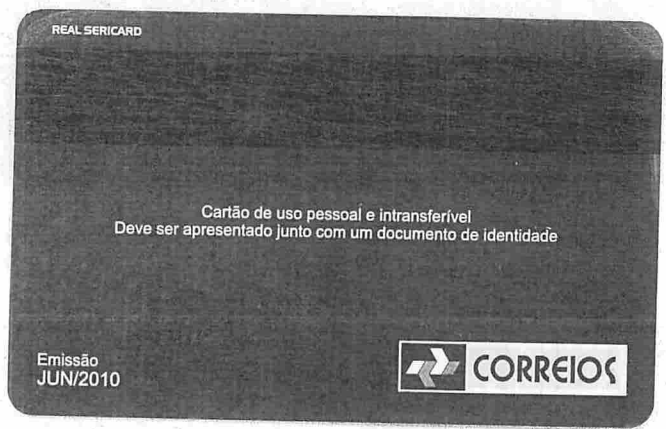 REAL SERICARD
Cartão de uso pessoal e intransferível
Deve ser apresentado junto com um documento de identidade
Emissão
JUN/2010
CORREIOS